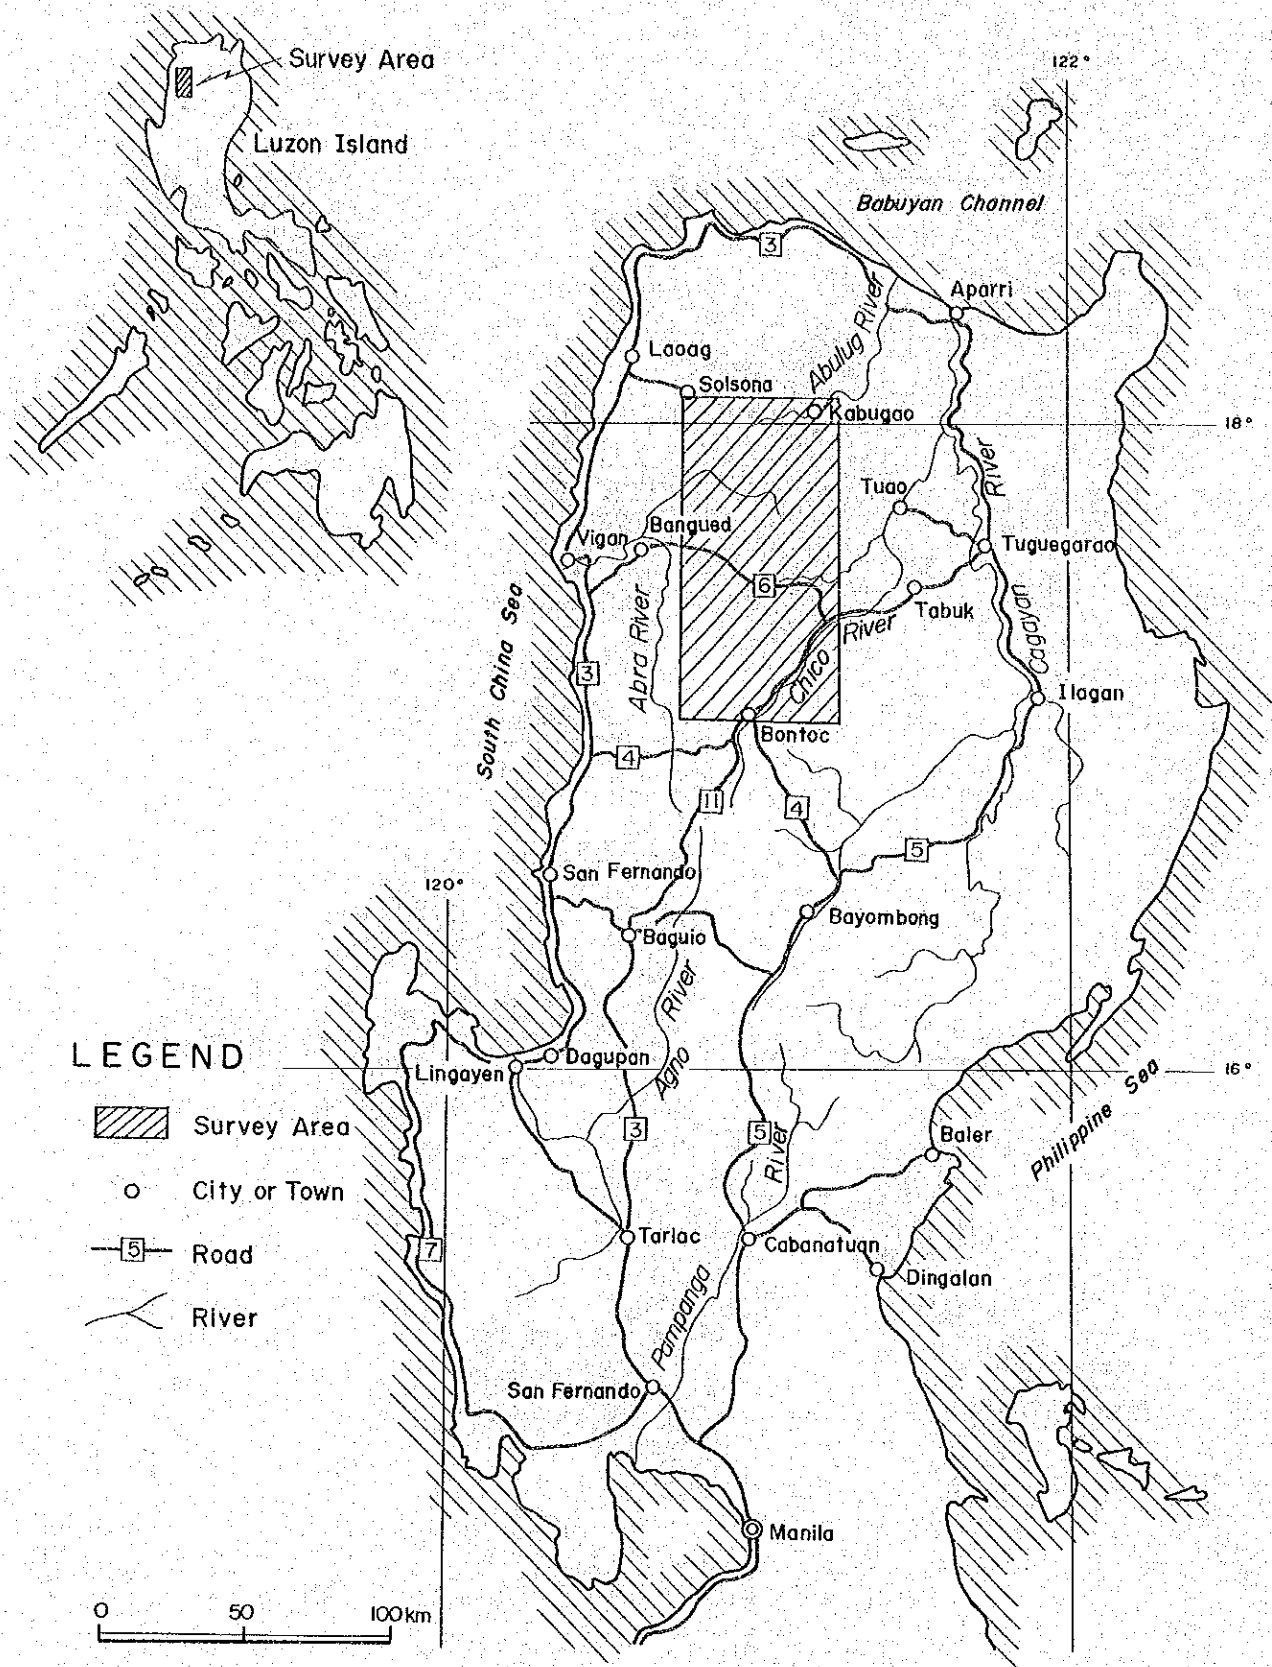 Survey Area
122°
Luzon Island
Babuyan Channel
3
Aparri
Abulug River
Laoag
Solsona
Kabugao
18°
River
Tuao
Bangued
Vigan
Tuguegarao
6
Tabuk
Cagayan
River
Abra River
South China Sea
3
Chico
Ilagan
Bontoc
4
11
4
5
San Fernando
120°
Bayombong
Baguio
River
LEGEND
Dagupan
Lingayen
Agno
16°
Philippine Sea
Survey Area
3
5
Baler
River
City or Town
Tarlac
Cabanatuan
5
Road
7
Dingalan
River
Pampanga
San Fernando
Manila
0
50
100km